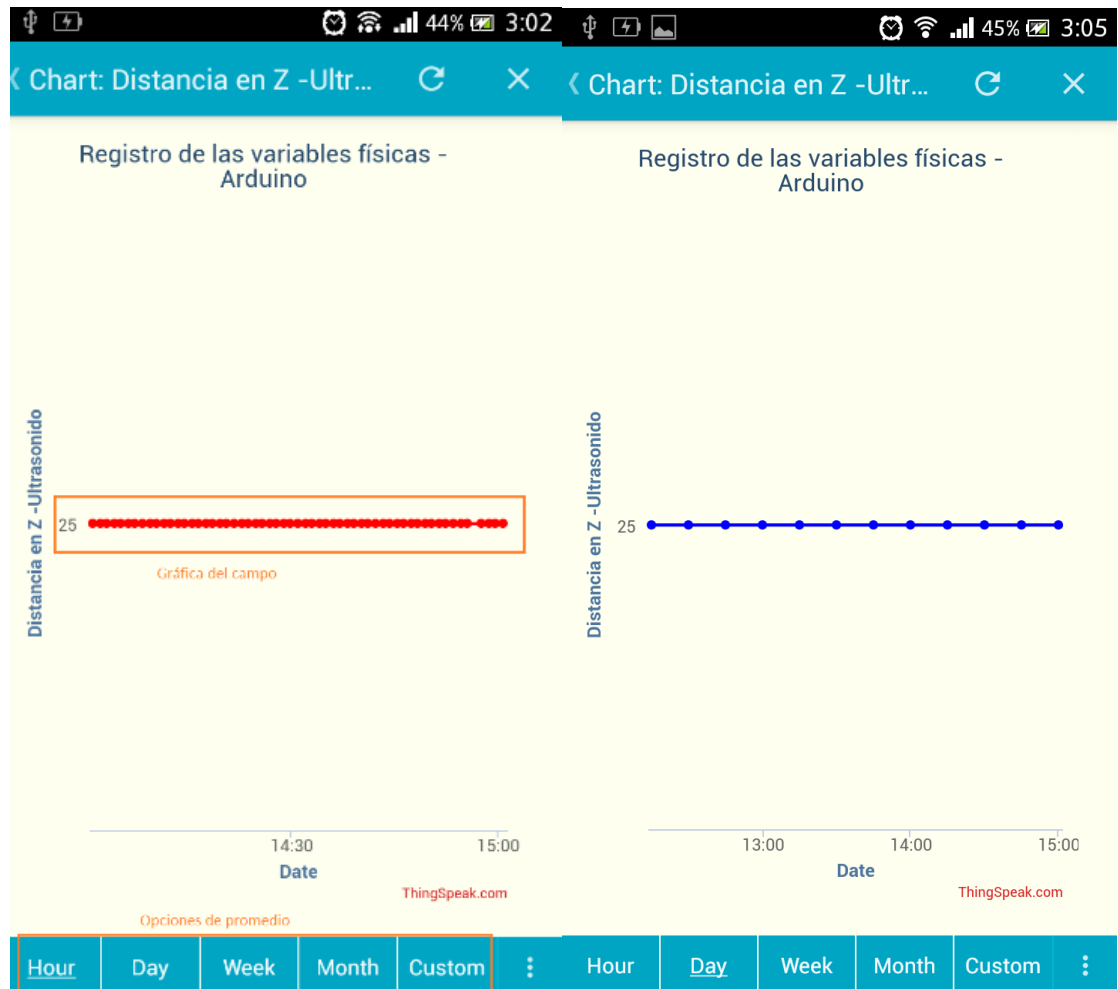 44% 3:02
Chart: Distancia en Z -Ultr...
Registro de las variables físicas -
Arduino
Distancia en Z -Ultrasonido
25
Gráfica del campo
14:30 15:00
Date
ThingSpeak.com
Opciones de promedio
Hour Day Week Month Custom
45% 3:05
Chart: Distancia en Z -Ultr...
Registro de las variables físicas -
Arduino
Distancia en Z -Ultrasonido
25
13:00 14:00 15:00
Date
ThingSpeak.com
Hour Day Week Month Custom